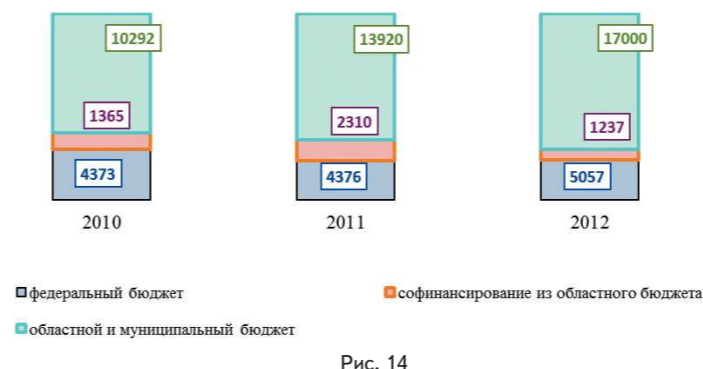 10292 13920 17000
1365 2310 1237
4373 4376 5057
2010 2011 2012
федеральный бюджет софинансирование из областного бюджета
областной и муниципальный бюджет
Рис. 14